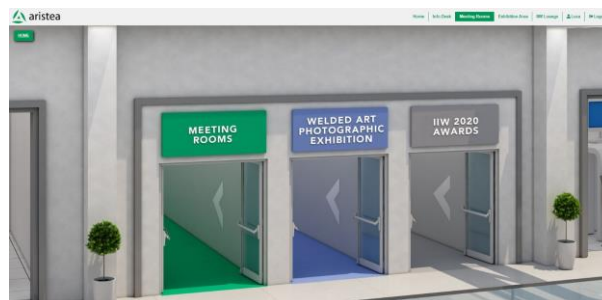 aristea
Home
Info Desk
Meeting Rooms
Exhibition Area
IIW Lounge
HOME
MEETING
ROOMS
WELDED ART
PHOTOGRAPHIC
EXHIBITION
IIW 2020
AWARDS